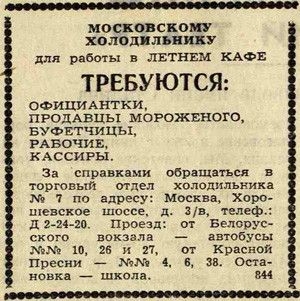 МОСКОВСКОМУ
ХОЛОДИЛЬНИКУ
для работы в ЛЕТНЕМ КАФЕ
ТРЕБУЮТСЯ:
ОФИЦИАНТКИ,
ПРОДАВЦЫ МОРОЖЕНОГО,
БУФЕТЧИЦЫ,
РАБОЧИЕ,
КАССИРЫ.
За справками обращаться в
торговый отдел холодильника
№ 7 по адресу: Москва, Хоро-
шевское шоссе, д. 3/в, телеф.:
Д 2-24-20. Проезд: от Белорус-
ского вокзала — автобусы
№№ 10, 26 и 27, от Красной
Пресни — №№ 4, 6, 38. Оста-
новка — школа. 844